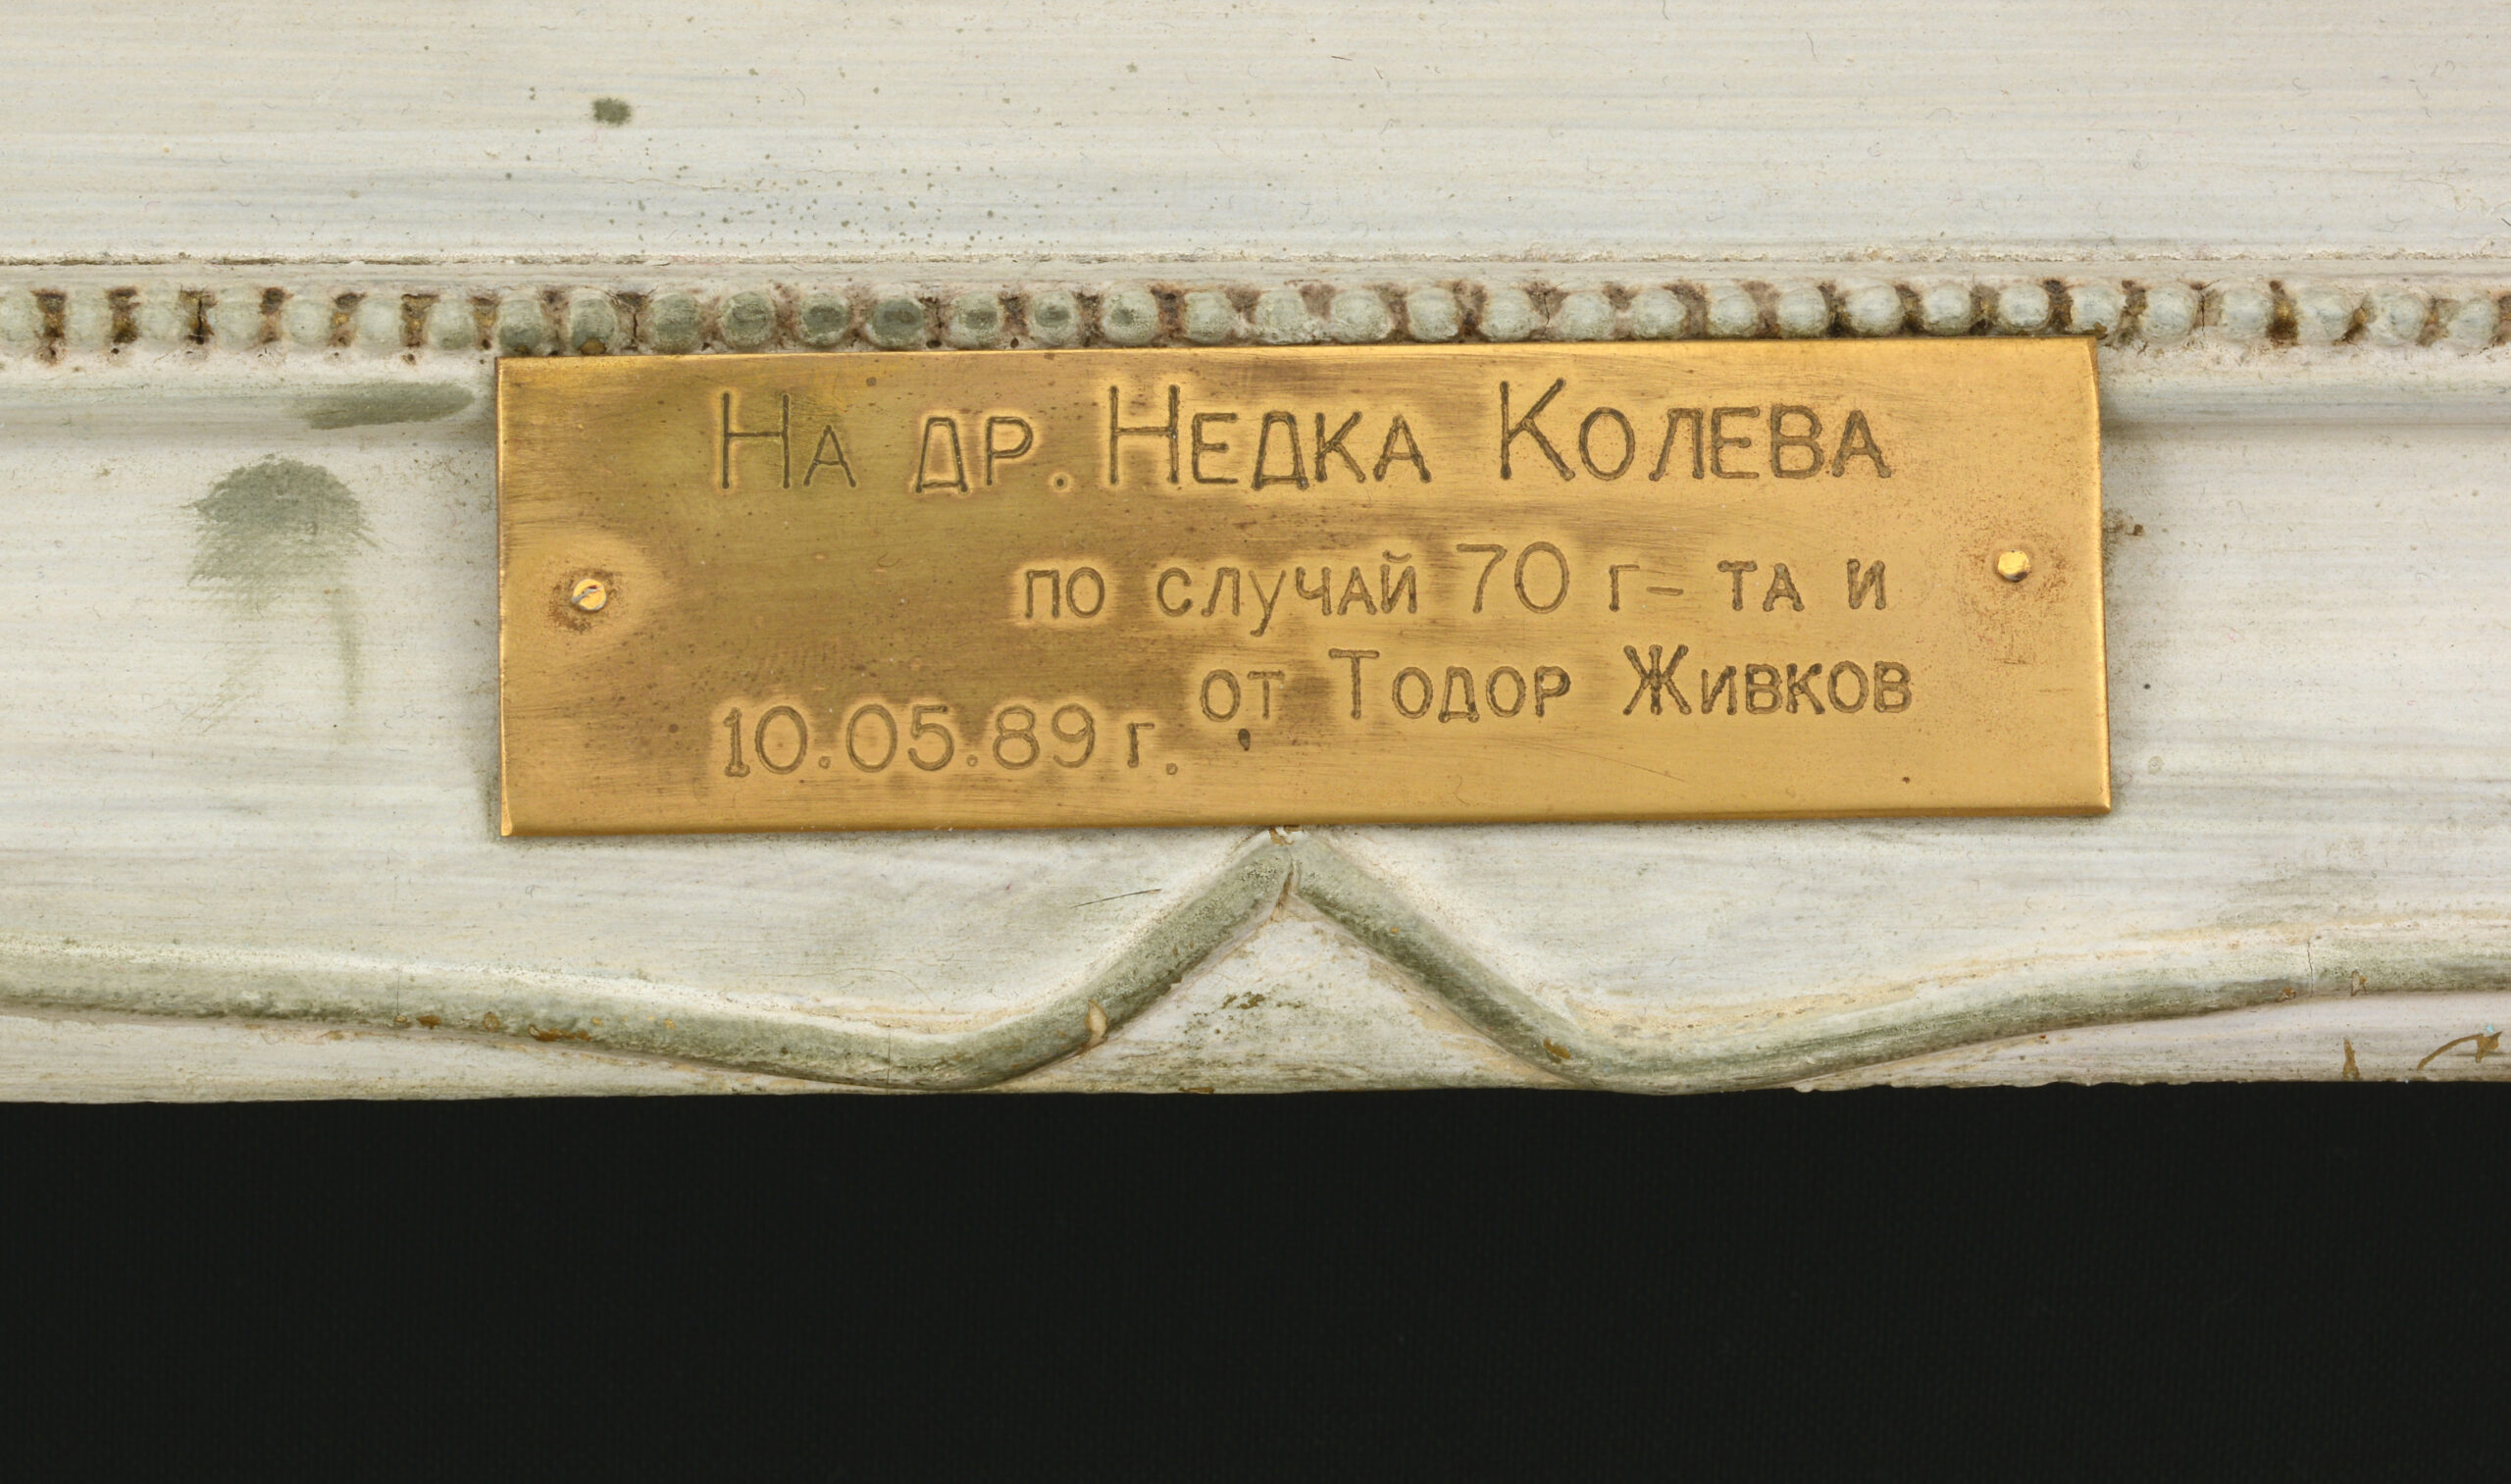 На др. Недка Колева
по случай 70 г-та и
от Тодор Живков
10.05.89 г.